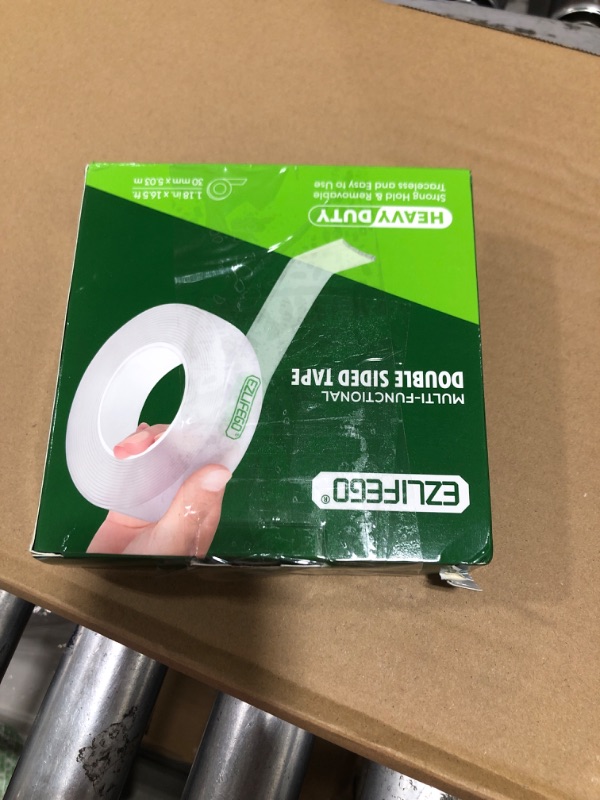 EZLIFEGO®
MULTI-FUNCTIONAL
DOUBLE SIDED TAPE
EZLIFEGO
HEAVY DUTY
Strong Hold & Removable
Traceless and Easy to Use
1.18 in. x 16.5 ft.
30 mm x 5.03 m